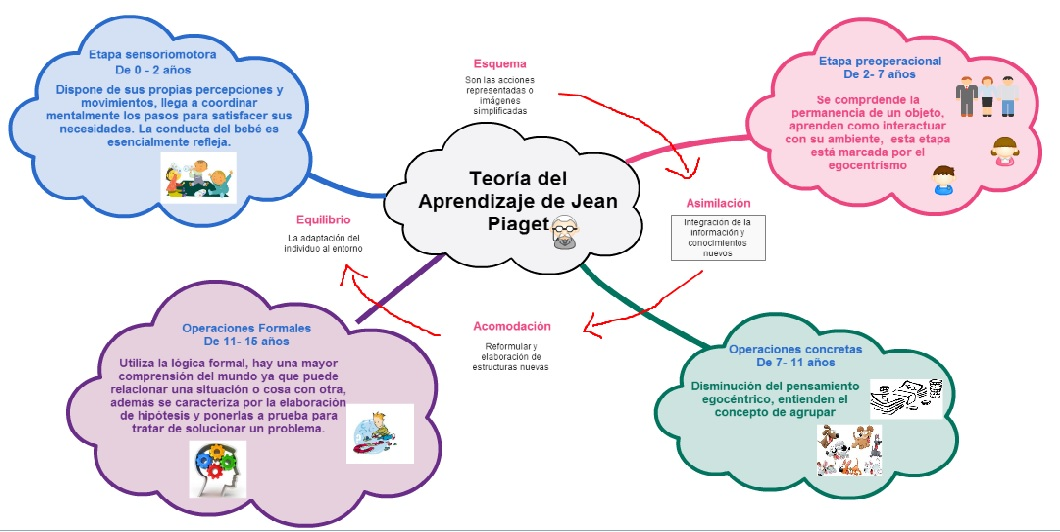 Etapa sensoriomotora
De 0 - 2 años
Dispone de sus propias percepciones y
movimientos, llega a coordinar
mentalmente los pasos para satisfacer sus
necesidades. La conducta del bebé es
esencialmente refleja.
Esquema
Son las acciones
representadas o
imágenes
simplificadas
Etapa preoperacional
De 2- 7 años
Se comprdende la
permanencia de un objeto,
aprenden como interactuar
con su ambiente, esta etapa
está marcada por el
egocentrismo
Teoría del
Aprendizaje de Jean
Piaget
Equilibrio
La adaptación del
individuo al entorno
Asimilación
Integración de la
información y
conocimientos
nuevos
Acomodación
Reformular y
elaboración de
estructuras nuevas
Operaciones Formales
De 11- 15 años
Utiliza la lógica formal, hay una mayor
comprensión del mundo ya que puede
relacionar una situación o cosa con otra,
ademas se caracteriza por la elaboración
de hipótesis y ponerlas a prueba para
tratar de solucionar un problema.
Operaciones concretas
De 7- 11 años
Disminución del pensamiento
egocéntrico, entienden el
concepto de agrupar